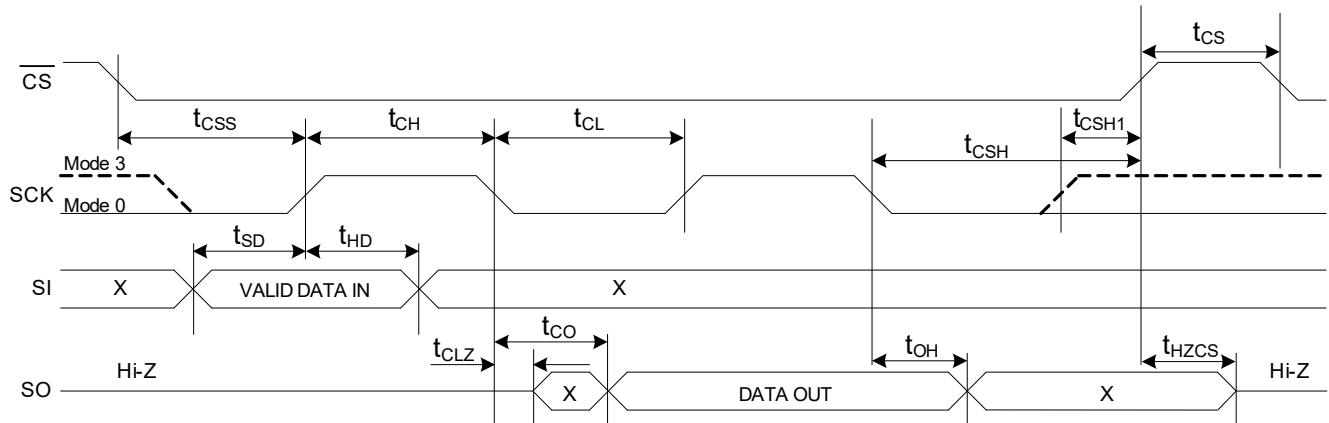 tCS
CS
tCSS tCH tCL tCSH1
tCSH
Mode 3
SCK
Mode 0
tSD tHD
SI X VALID DATA IN X
tCO
tCLZ tOH tHZCS
Hi-Z Hi-Z
SO X DATA OUT X